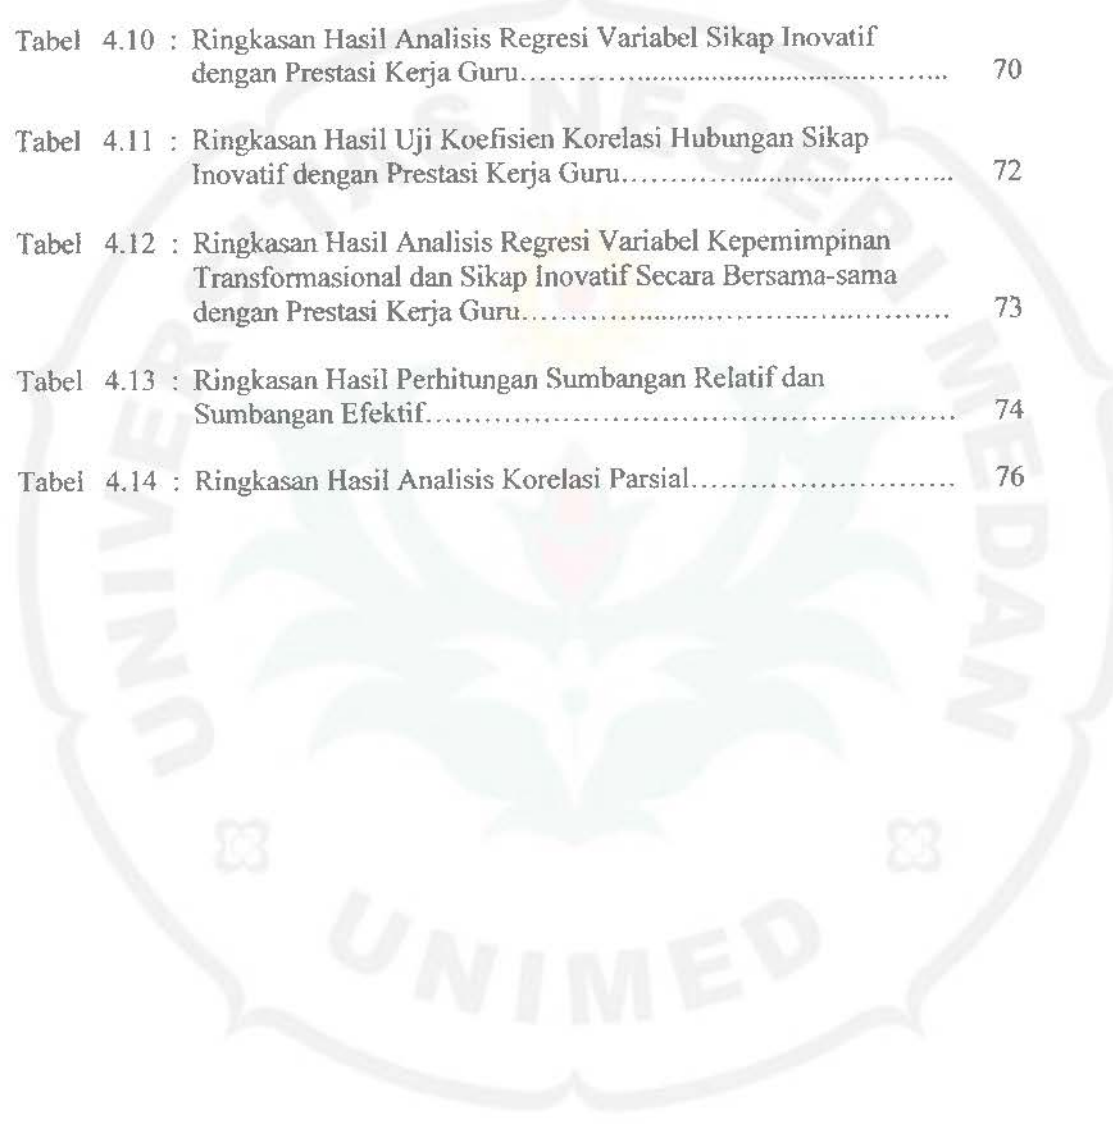 Tabel 4.10 : Ringkasan Hasil Analisis Regresi Variabel Sikap Inovatif
dengan Prestasi Kerja Guru.................................................. 70
Tabel 4.11 : Ringkasan Hasil Uji Koefisien Korelasi Hubungan Sikap
Inovatif dengan Prestasi Kerja Guru....................................... 72
Tabel 4.12 : Ringkasan Hasil Analisis Regresi Variabel Kepemimpinan
Transformasional dan Sikap Inovatif Secara Bersama-sama
dengan Prestasi Kerja Guru.................................................. 73
Tabel 4.13 : Ringkasan Hasil Perhitungan Sumbangan Relatif dan
Sumbangan Efektif............................................................. 74
Tabel 4.14 : Ringkasan Hasil Analisis Korelasi Parsial........................... 76
UNIVERSITAS NEGERI MEDAN
UNIMED